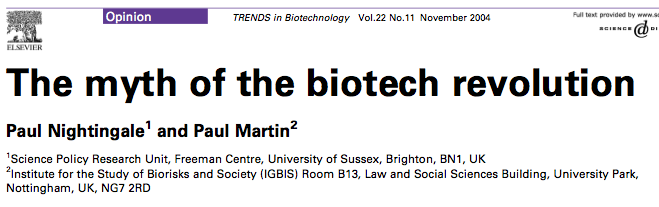 Opinion
TRENDS in Biotechnology Vol.22 No.11 November 2004
Full text provided by www.s
SCIENCE DI
ELSEVIER
The myth of the biotech revolution
Paul Nightingale1 and Paul Martin2
1Science Policy Research Unit, Freeman Centre, University of Sussex, Brighton, BN1, UK
2Institute for the Study of Biorisks and Society (IGBIS) Room B13, Law and Social Sciences Building, University Park,
Nottingham, UK, NG7 2RD